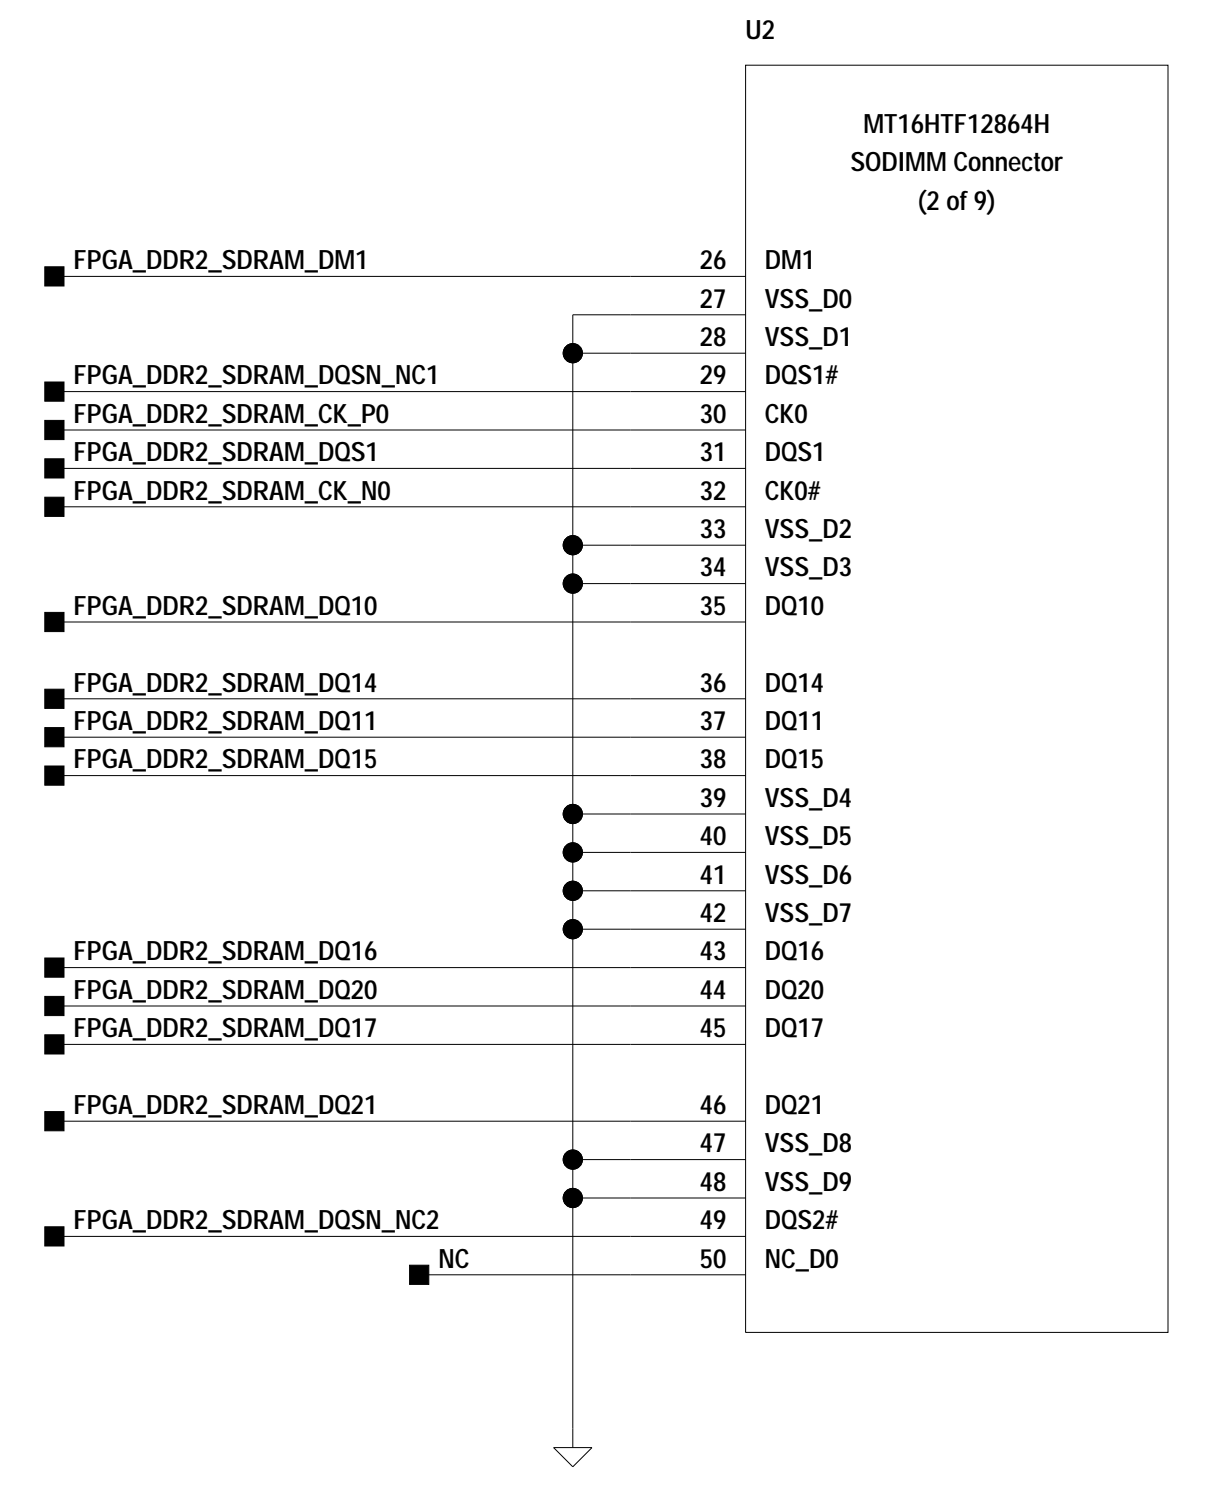 U2
MT16HTF12864H
SODIMM Connector
(2 of 9)
FPGA_DDR2_SDRAM_DM1 26 DM1
27 VSS_D0
28 VSS_D1
FPGA_DDR2_SDRAM_DQSN_NC1 29 DQS1#
FPGA_DDR2_SDRAM_CK_P0 30 CK0
FPGA_DDR2_SDRAM_DQS1 31 DQS1
FPGA_DDR2_SDRAM_CK_N0 32 CK0#
33 VSS_D2
34 VSS_D3
FPGA_DDR2_SDRAM_DQ10 35 DQ10
FPGA_DDR2_SDRAM_DQ14 36 DQ14
FPGA_DDR2_SDRAM_DQ11 37 DQ11
FPGA_DDR2_SDRAM_DQ15 38 DQ15
39 VSS_D4
40 VSS_D5
41 VSS_D6
42 VSS_D7
FPGA_DDR2_SDRAM_DQ16 43 DQ16
FPGA_DDR2_SDRAM_DQ20 44 DQ20
FPGA_DDR2_SDRAM_DQ17 45 DQ17
FPGA_DDR2_SDRAM_DQ21 46 DQ21
47 VSS_D8
48 VSS_D9
FPGA_DDR2_SDRAM_DQSN_NC2 49 DQS2#
NC 50 NC_D0